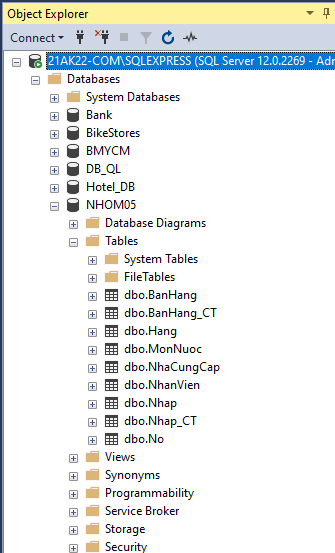 Object Explorer
Connect
21AK22-COM\SQLEXPRESS (SQL Server 12.0.2269 - Adr
Databases
System Databases
Bank
BikeStores
BMYCM
DB_QL
Hotel_DB
NHOM05
Database Diagrams
Tables
System Tables
FileTables
dbo.BanHang
dbo.BanHang_CT
dbo.Hang
dbo.MonNuoc
dbo.NhaCungCap
dbo.NhanVien
dbo.Nhap
dbo.Nhap_CT
dbo.No
Views
Synonyms
Programmability
Service Broker
Storage
Security